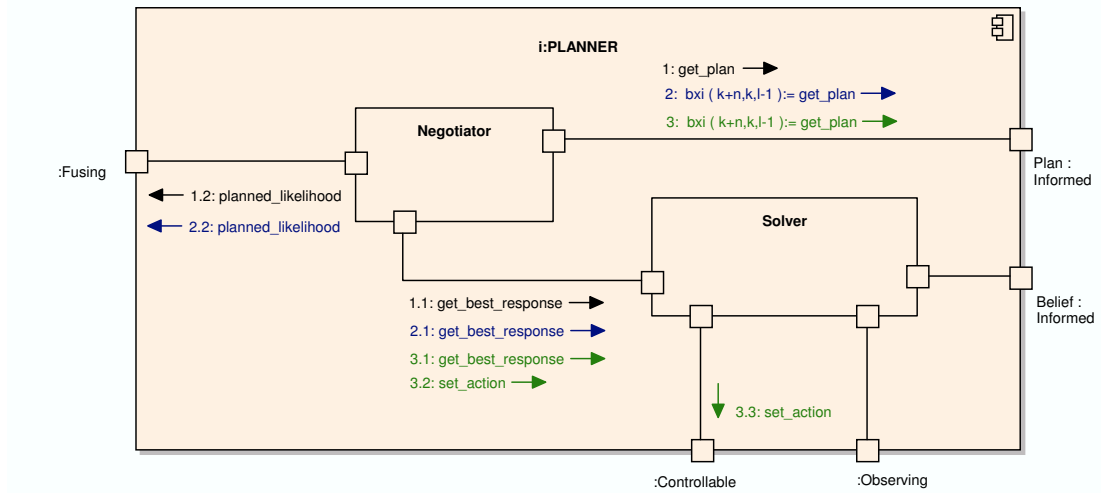 i:PLANNER
1: get_plan
2:  bxi ( k+n,k,l-1 ):= get_plan
3:  bxi ( k+n,k,l-1 ):= get_plan
Negotiator
:Fusing
Plan :
Informed
1.2: planned_likelihood
2.2: planned_likelihood
Solver
1.1: get_best_response
2.1: get_best_response
3.1: get_best_response
3.2: set_action
Belief :
Informed
3.3: set_action
:Controllable
:Observing